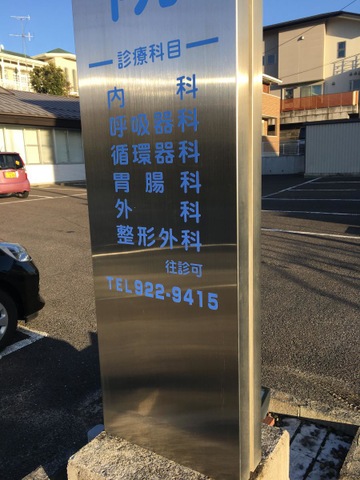 院
診療科目
内科
呼吸器科
循環器科
胃腸科
外科
整形外科
往診可
TEL922-9415